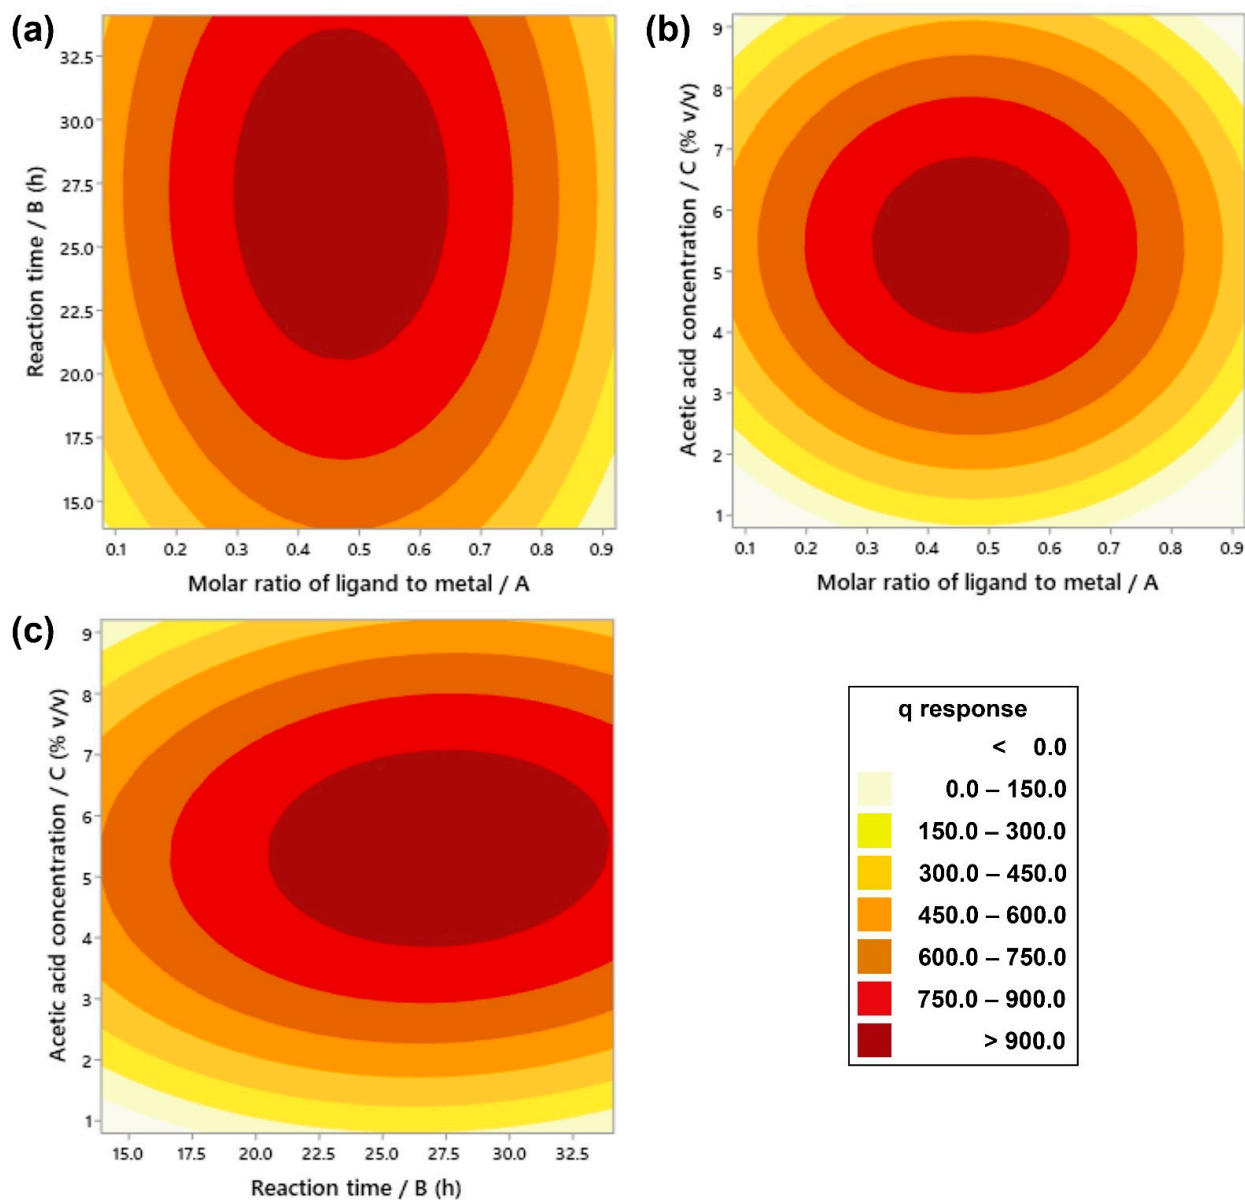 (a)
32.5
30.0
27.5
25.0
22.5
20.0
17.5
15.0
Reaction time / B (h)
0.1 0.2 0.3 0.4 0.5 0.6 0.7 0.8 0.9
Molar ratio of ligand to metal / A
(b)
9
8
7
6
5
4
3
2
1
Acetic acid concentration / C (% v/v)
0.1 0.2 0.3 0.4 0.5 0.6 0.7 0.8 0.9
Molar ratio of ligand to metal / A
(c)
9
8
7
6
5
4
3
2
1
Acetic acid concentration / C (% v/v)
15.0 17.5 20.0 22.5 25.0 27.5 30.0 32.5
Reaction time / B (h)
q response
< 0.0
0.0 – 150.0
150.0 – 300.0
300.0 – 450.0
450.0 – 600.0
600.0 – 750.0
750.0 – 900.0
> 900.0